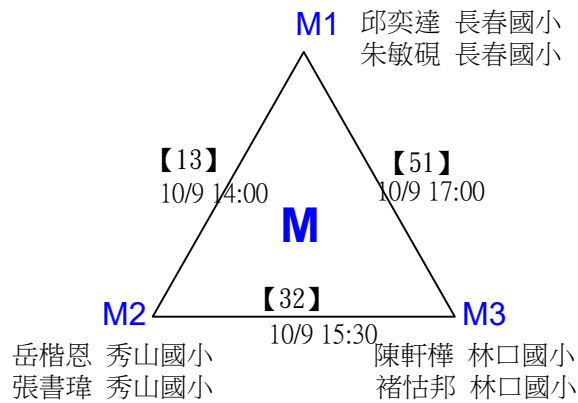 M1 邱奕達 長春國小
朱敏硯 長春國小
【13】
10/9 14:00
【51】
10/9 17:00
M
【32】
10/9 15:30
M2
M3
岳楷恩 秀山國小
張書瑋 秀山國小
陳軒樺 林口國小
褚怙邦 林口國小